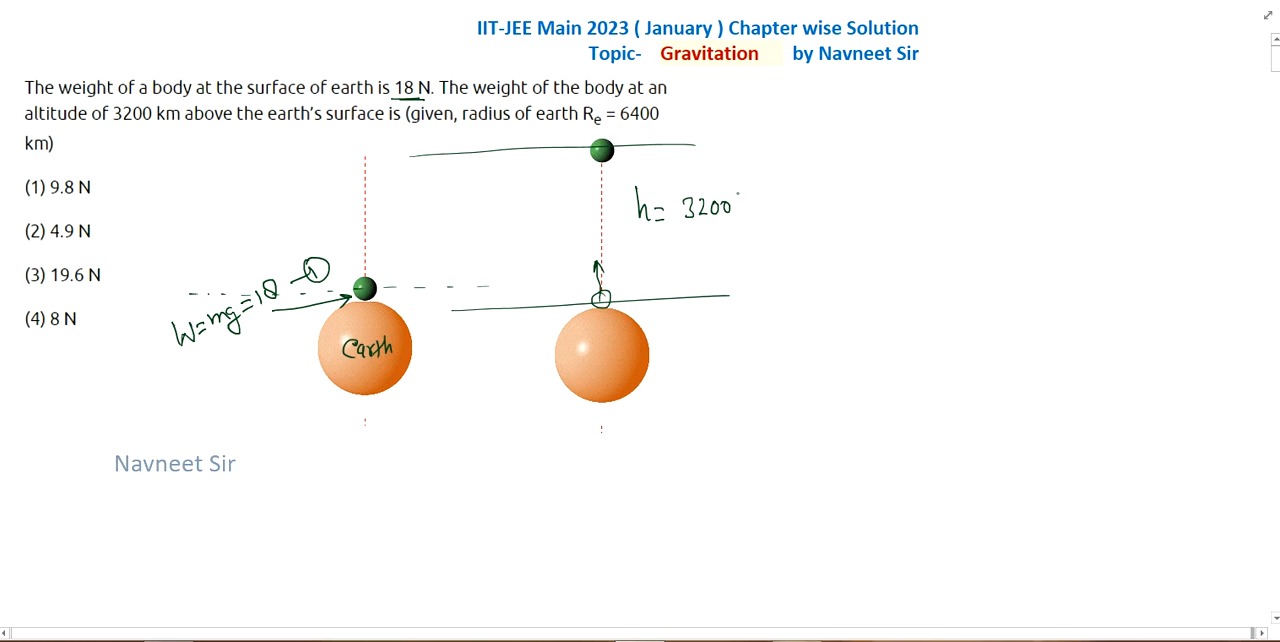 IIT-JEE Main 2023 ( January ) Chapter wise Solution
Topic- Gravitation by Navneet Sir
The weight of a body at the surface of earth is 18 N. The weight of the body at an
altitude of 3200 km above the earth's surface is (given, radius of earth Re = 6400
km)
(1) 9.8 N
(2) 4.9 N
(3) 19.6 N
(4) 8 N
h= 3200
W=mg=18 -①
Earth
Navneet Sir